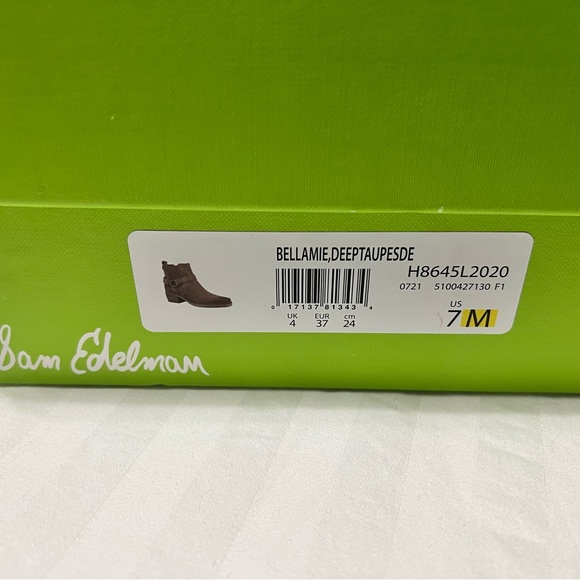 BELLAMIE,DEEPTAUPESDE
H8645L2020
0721 5100427130 F1
0 17137 81343 4
UK EUR cm
4 37 24
US
7 M
Sam Edelman